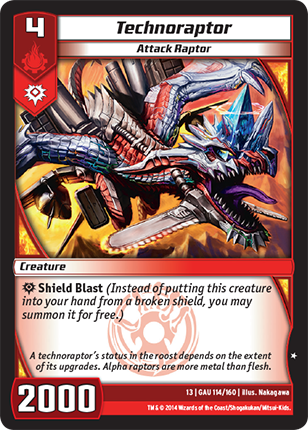 4
Technoraptor
Attack Raptor
Creature
Shield Blast (Instead of putting this creature
into your hand from a broken shield, you may
summon it for free.)
A technoraptor's status in the roost depends on the extent
of its upgrades. Alpha raptors are more metal than flesh.
13 | GAU 114/160 | Illus. Nakagawa
2000
TM & © 2014 Wizards of the Coast/Shogakukan/Mitsui-Kids.